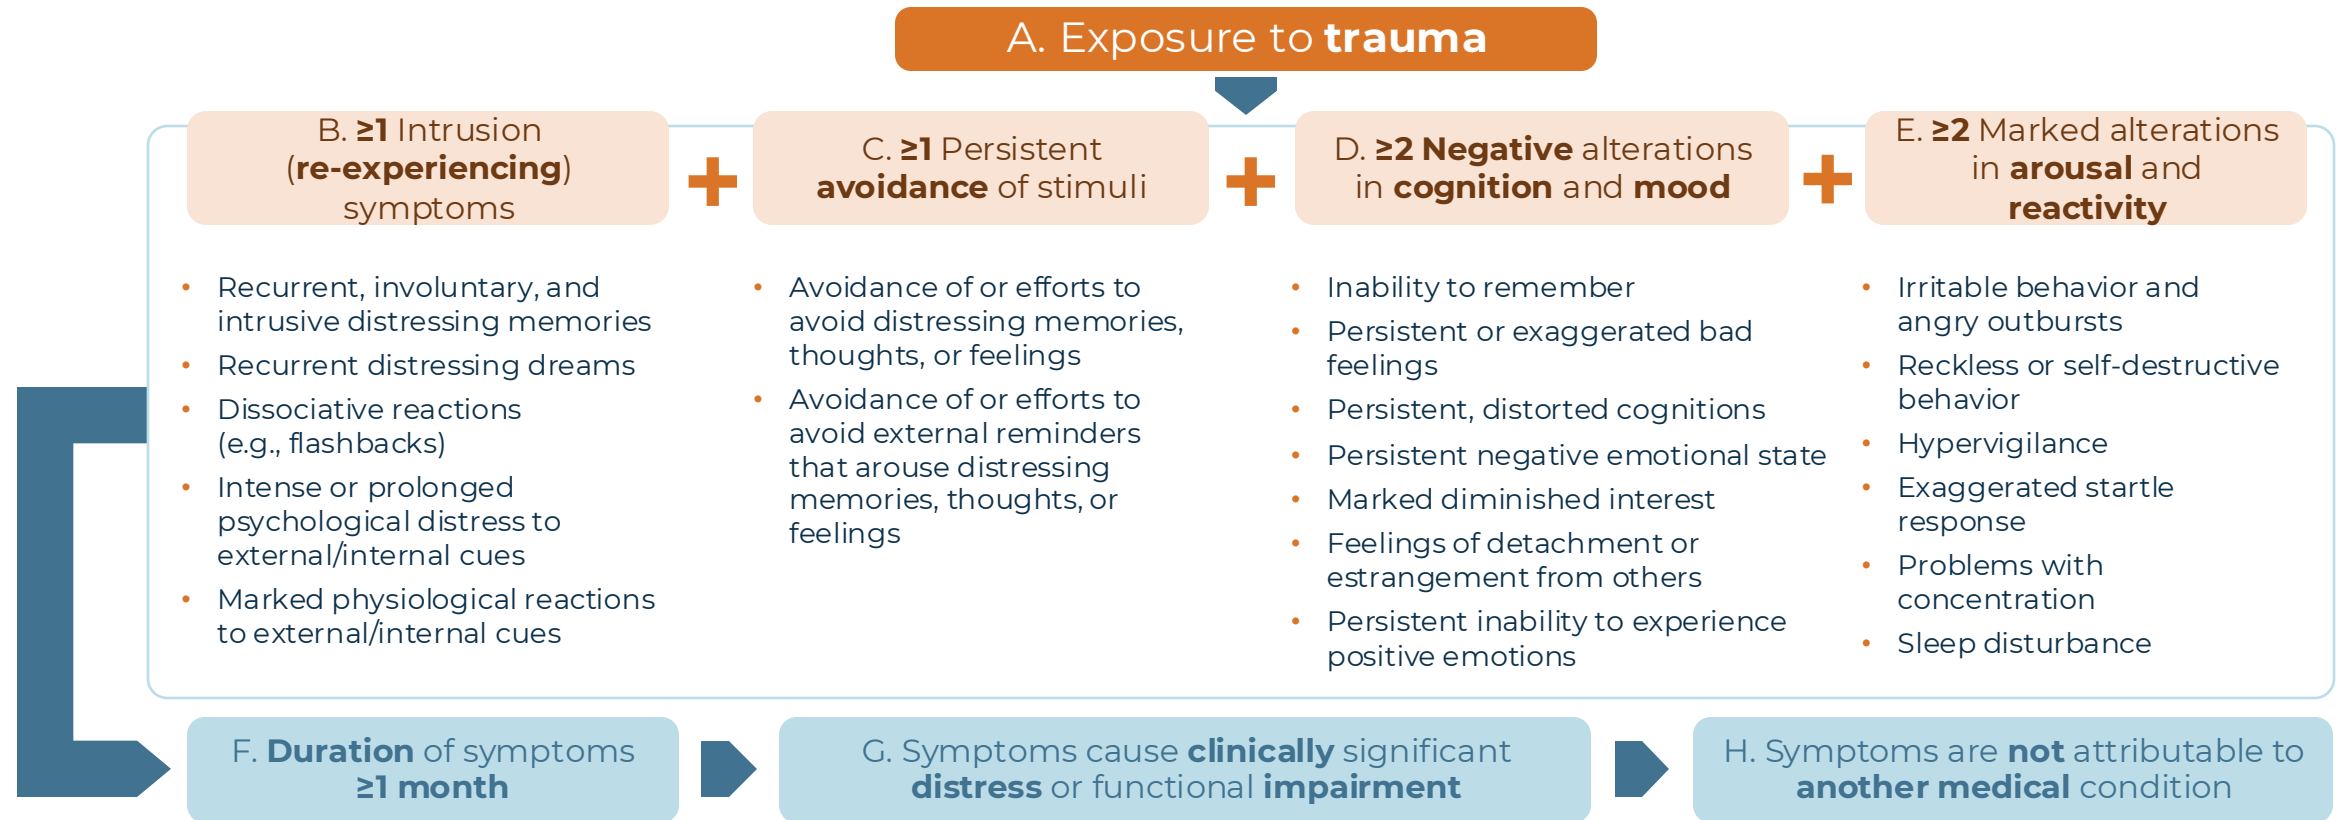 A. Exposure to trauma
B. ≥1 Intrusion
(re-experiencing)
symptoms
C. ≥1 Persistent
avoidance of stimuli
D. ≥2 Negative alterations
in cognition and mood
E. ≥2 Marked alterations
in arousal and
reactivity
• Recurrent, involuntary, and
intrusive distressing memories
• Recurrent distressing dreams
• Dissociative reactions
(e.g., flashbacks)
• Intense or prolonged
psychological distress to
external/internal cues
• Marked physiological reactions
to external/internal cues
• Avoidance of or efforts to
avoid distressing memories,
thoughts, or feelings
• Avoidance of or efforts to
avoid external reminders
that arouse distressing
memories, thoughts, or
feelings
• Inability to remember
• Persistent or exaggerated bad
feelings
• Persistent, distorted cognitions
• Persistent negative emotional state
• Marked diminished interest
• Feelings of detachment or
estrangement from others
• Persistent inability to experience
positive emotions
• Irritable behavior and
angry outbursts
• Reckless or self-destructive
behavior
• Hypervigilance
• Exaggerated startle
response
• Problems with
concentration
• Sleep disturbance
F. Duration of symptoms
≥1 month
G. Symptoms cause clinically significant
distress or functional impairment
H. Symptoms are not attributable to
another medical condition